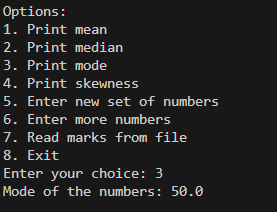 Options:
1. Print mean
2. Print median
3. Print mode
4. Print skewness
5. Enter new set of numbers
6. Enter more numbers
7. Read marks from file
8. Exit
Enter your choice: 3
Mode of the numbers: 50.0